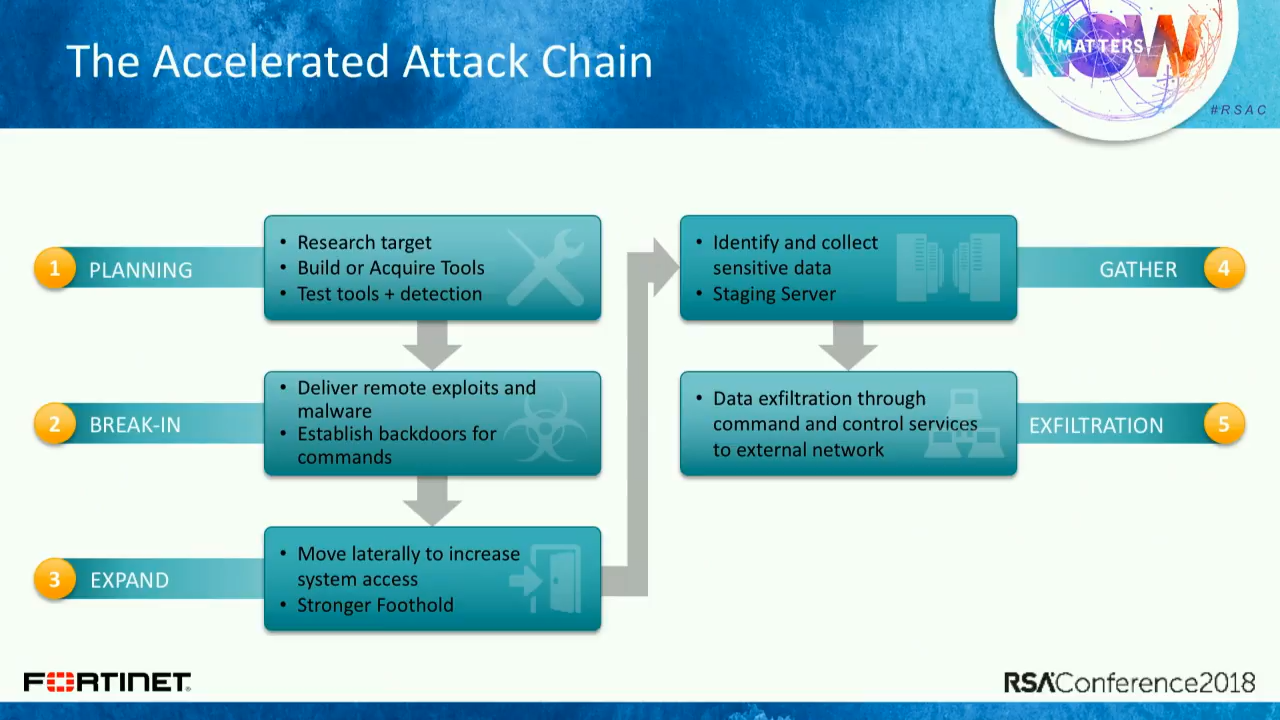 The Accelerated Attack Chain
NOW
MATTERS
#RSAC
1
PLANNING
• Research target
• Build or Acquire Tools
• Test tools + detection
2
BREAK-IN
• Deliver remote exploits and
malware
• Establish backdoors for
commands
3
EXPAND
• Move laterally to increase
system access
• Stronger Foothold
• Identify and collect
sensitive data
• Staging Server
GATHER
4
• Data exfiltration through
command and control services
to external network
EXFILTRATION
5
FORTINET
RSAConference2018